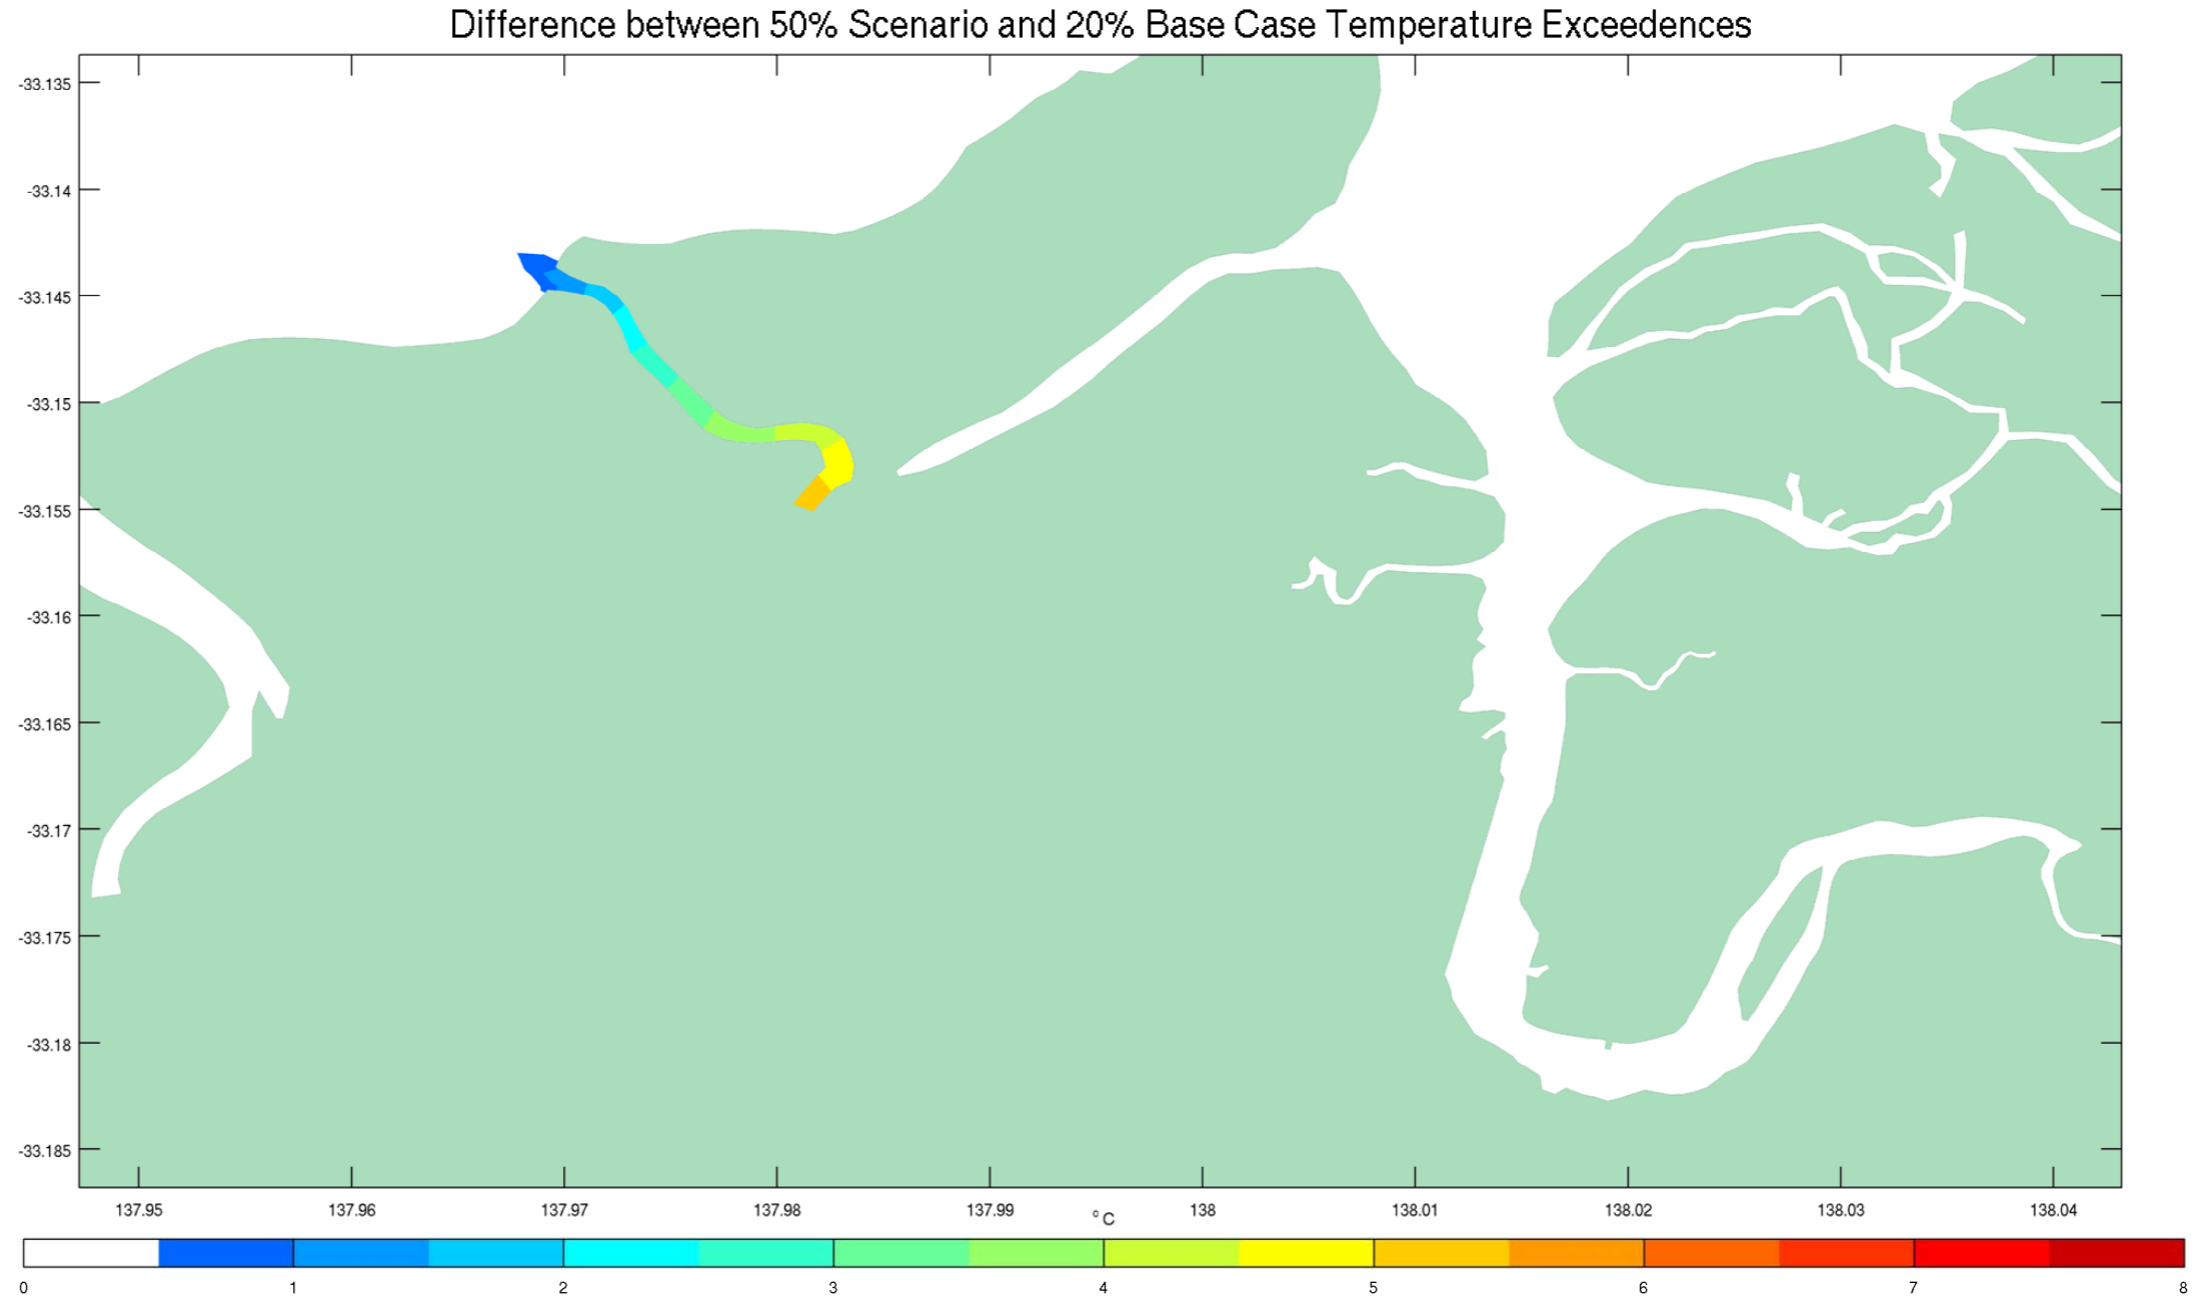 Difference between 50% Scenario and 20% Base Case Temperature Exceedences
-33.135
-33.14
-33.145
-33.15
-33.155
-33.16
-33.165
-33.17
-33.175
-33.18
-33.185
137.95 137.96 137.97 137.98 137.99 138 138.01 138.02 138.03 138.04
°C
0 1 2 3 4 5 6 7 8